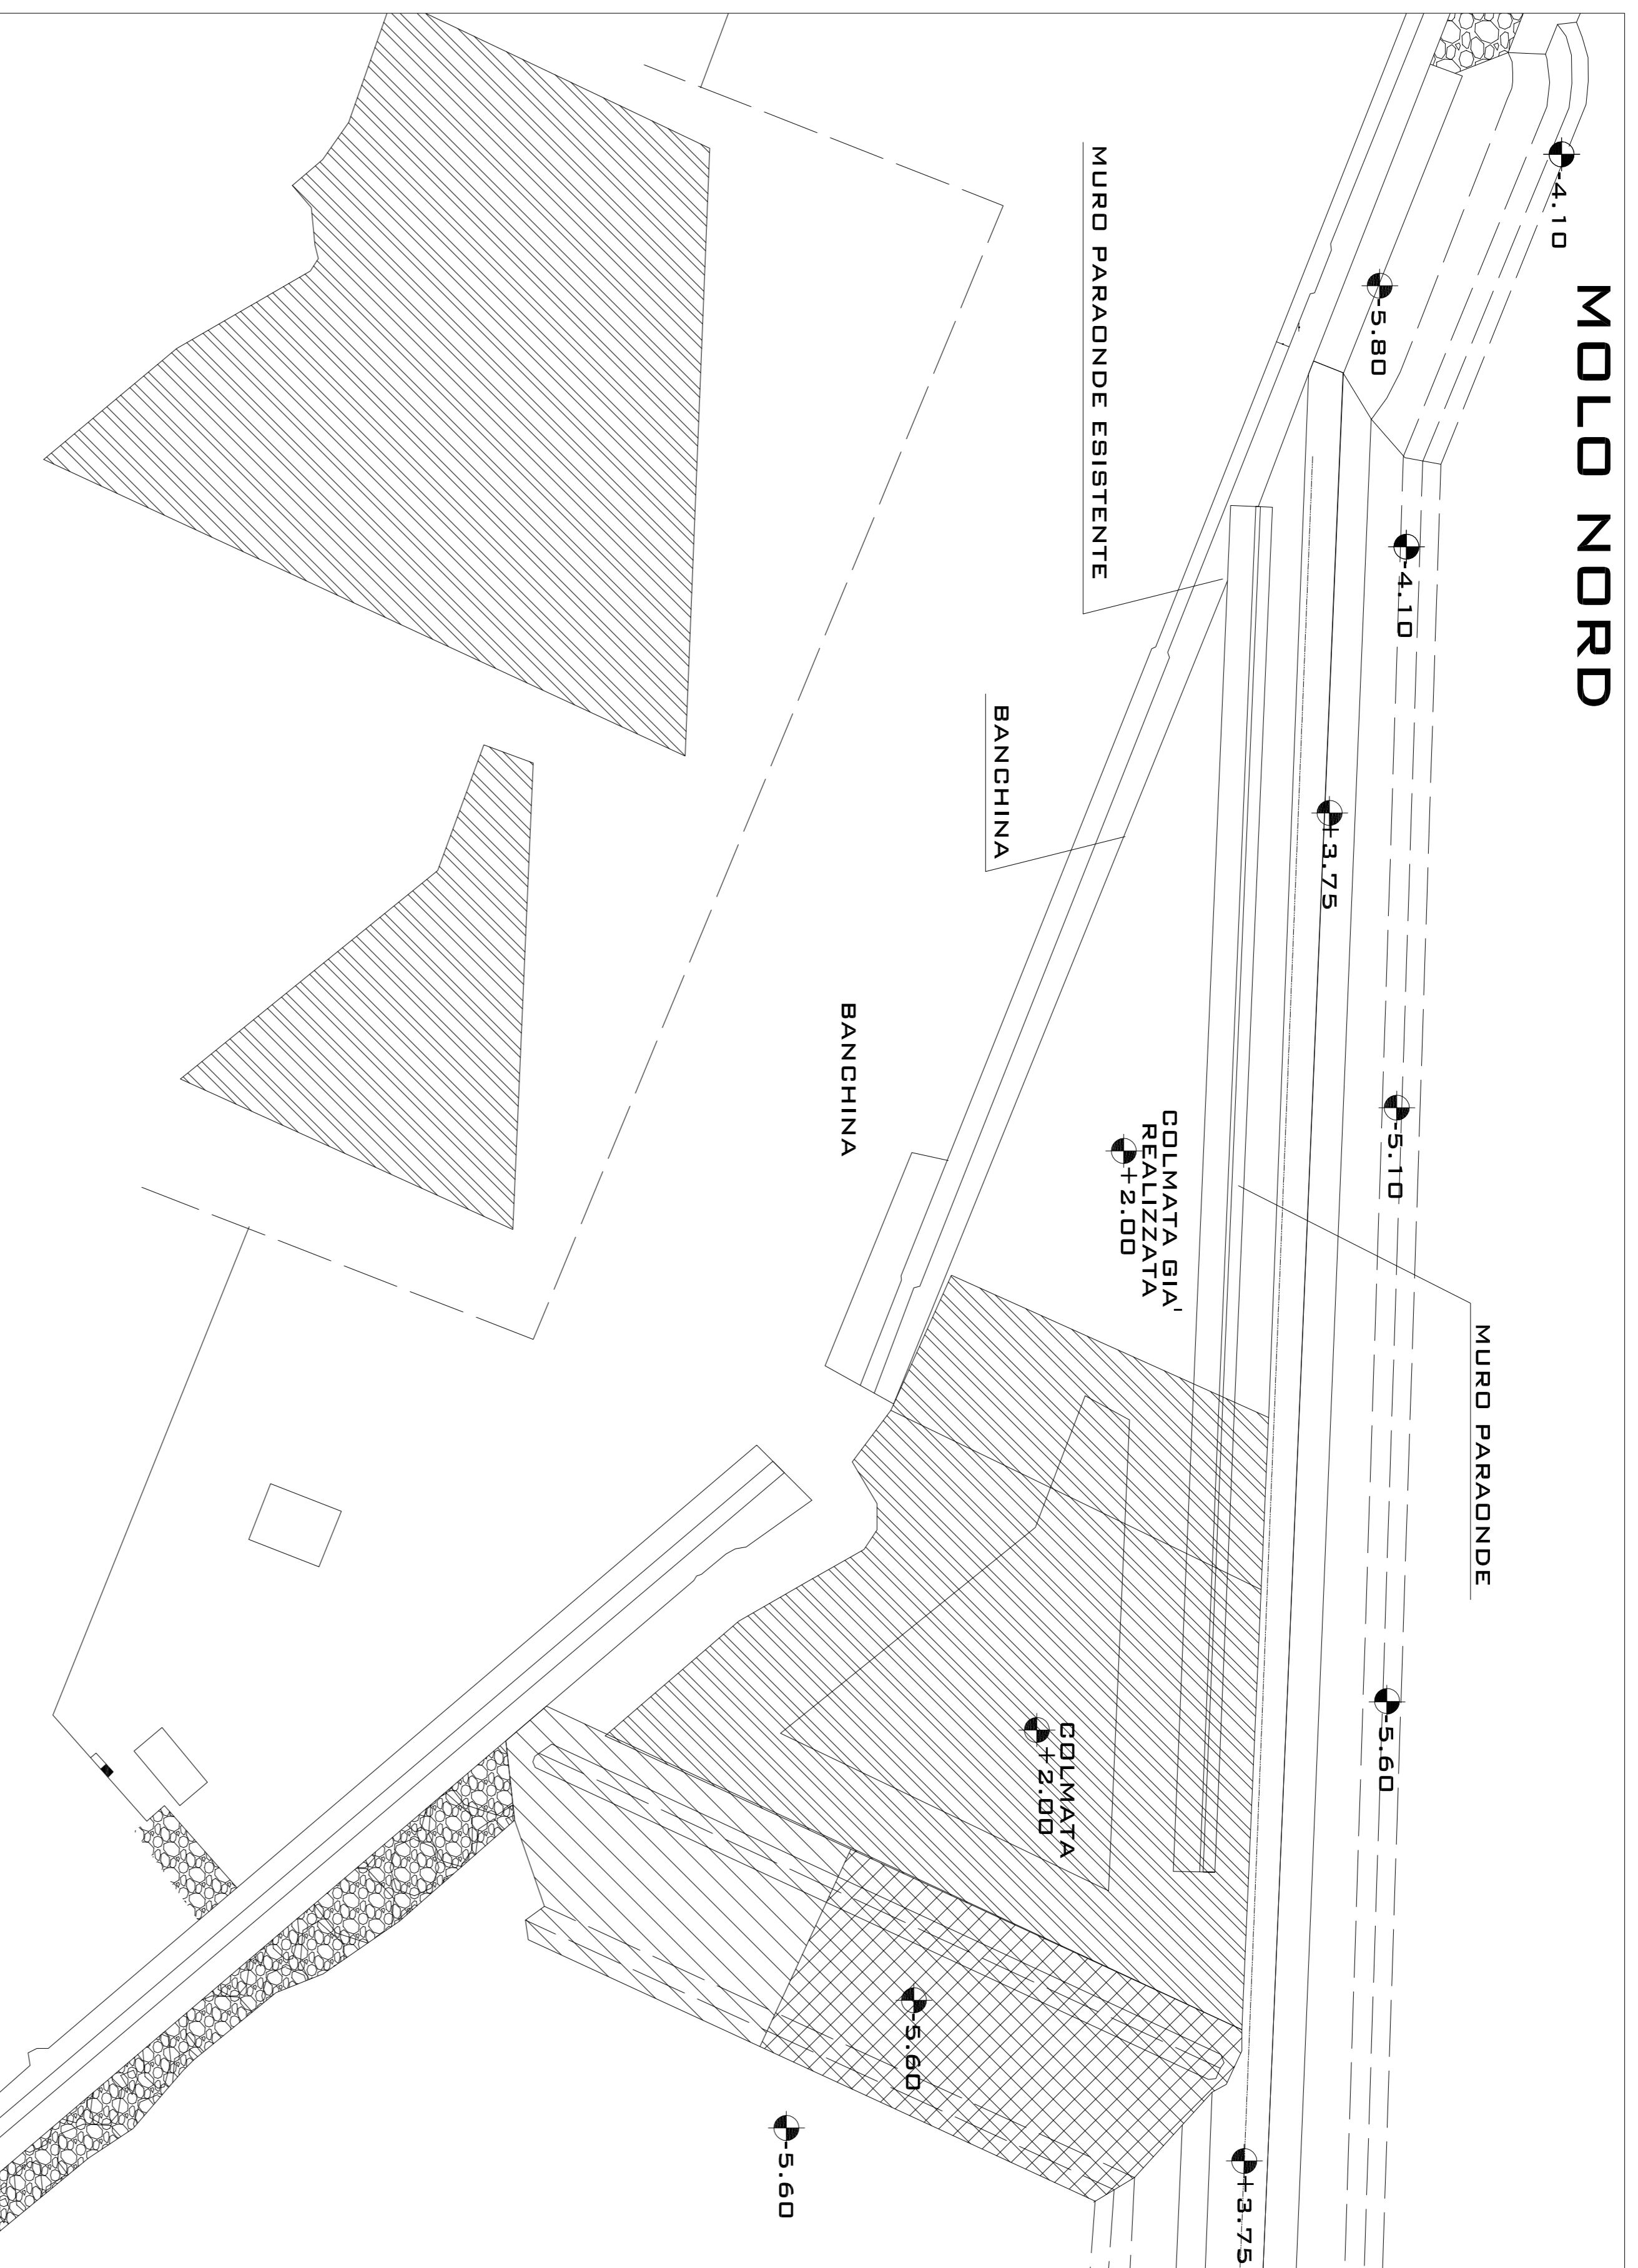 MOLO NORD
-4.10
-5.80
-4.10
+3.75
-5.10
-5.60
MURO PARAONDE ESISTENTE
BANCHINA
BANCHINA
COLMATA GIA'
REALIZZATA
+2.00
MURO PARAONDE
COLMATA
+2.00
-5.60
-5.60
+3.75